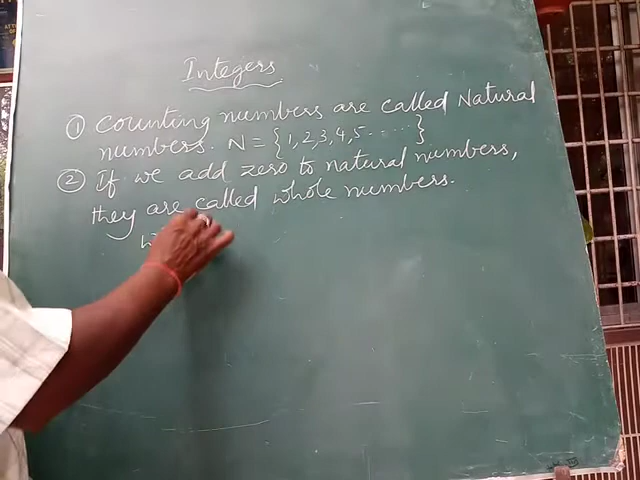 Integers
① Counting numbers are called Natural
numbers. N = {1, 2, 3, 4, 5 - - - - - - }
② If we add zero to natural numbers,
they are called whole numbers.